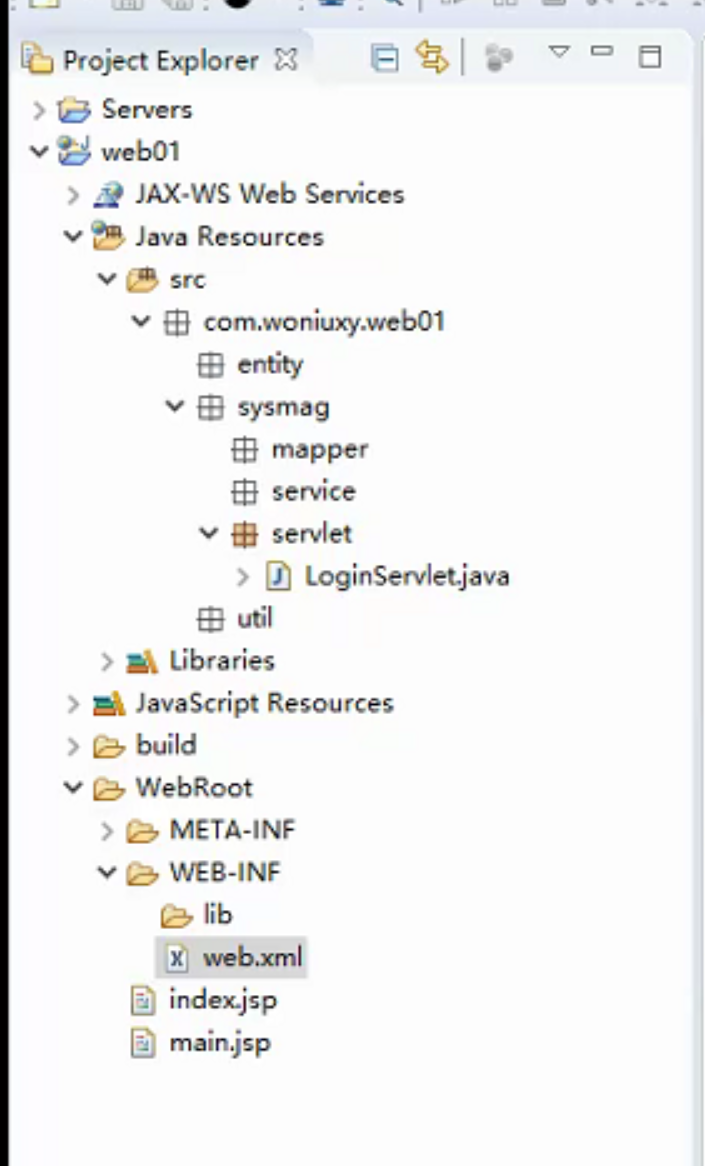 Project Explorer
Servers
web01
JAX-WS Web Services
Java Resources
src
com.woniuxy.web01
entity
sysmag
mapper
service
servlet
LoginServlet.java
util
Libraries
JavaScript Resources
build
WebRoot
META-INF
WEB-INF
lib
web.xml
index.jsp
main.jsp